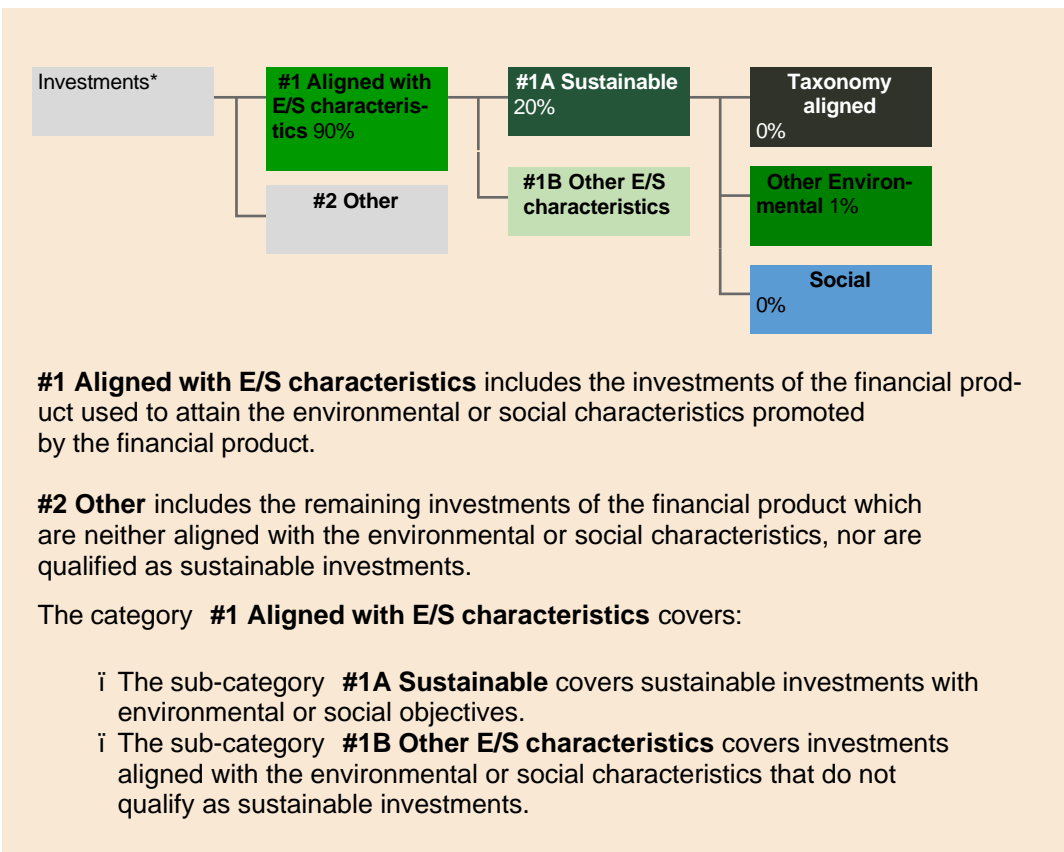 Investments*
#1 Aligned with
E/S characteris-
tics 90%
#2 Other
#1A Sustainable
20%
#1B Other E/S
characteristics
Taxonomy
aligned
0%
Other Environ-
mental 1%
Social
0%
#1 Aligned with E/S characteristics includes the investments of the financial prod-
uct used to attain the environmental or social characteristics promoted
by the financial product.
#2 Other includes the remaining investments of the financial product which
are neither aligned with the environmental or social characteristics, nor are
qualified as sustainable investments.
The category #1 Aligned with E/S characteristics covers:
ï The sub-category #1A Sustainable covers sustainable investments with
environmental or social objectives.
ï The sub-category #1B Other E/S characteristics covers investments
aligned with the environmental or social characteristics that do not
qualify as sustainable investments.